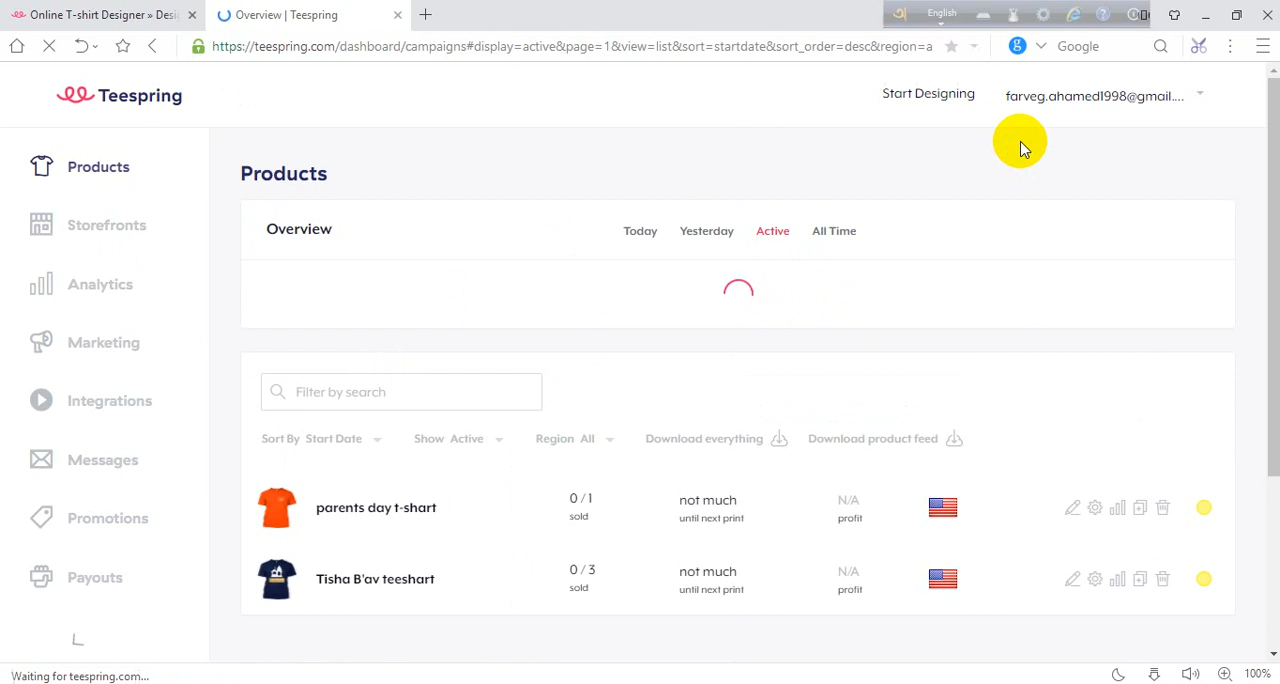 Online T-shirt Designer » Desi
Overview | Teespring
English
https://teespring.com/dashboard/campaigns#display=active&page=1&view=list&sort=startdate&sort_order=desc&region=a
Google
Teespring
Start Designing
farveg.ahamed1998@gmail....
Products
Storefronts
Analytics
Marketing
Integrations
Messages
Promotions
Payouts
Products
Overview
Today Yesterday Active All Time
Filter by search
Sort By Start Date Show Active Region All Download everything Download product feed
parents day t-shart
0 / 1
sold
not much
until next print
N/A
profit
Tisha B'av teeshart
0 / 3
sold
not much
until next print
N/A
profit
Waiting for teespring.com...
100%